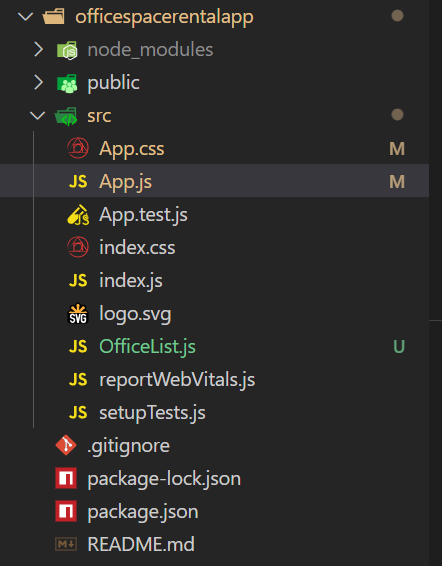 officespacerentalapp
node_modules
public
src
App.css M
JS App.js M
App.test.js
index.css
JS index.js
SVG logo.svg
JS OfficeList.js U
JS reportWebVitals.js
JS setupTests.js
.gitignore
package-lock.json
package.json
README.md